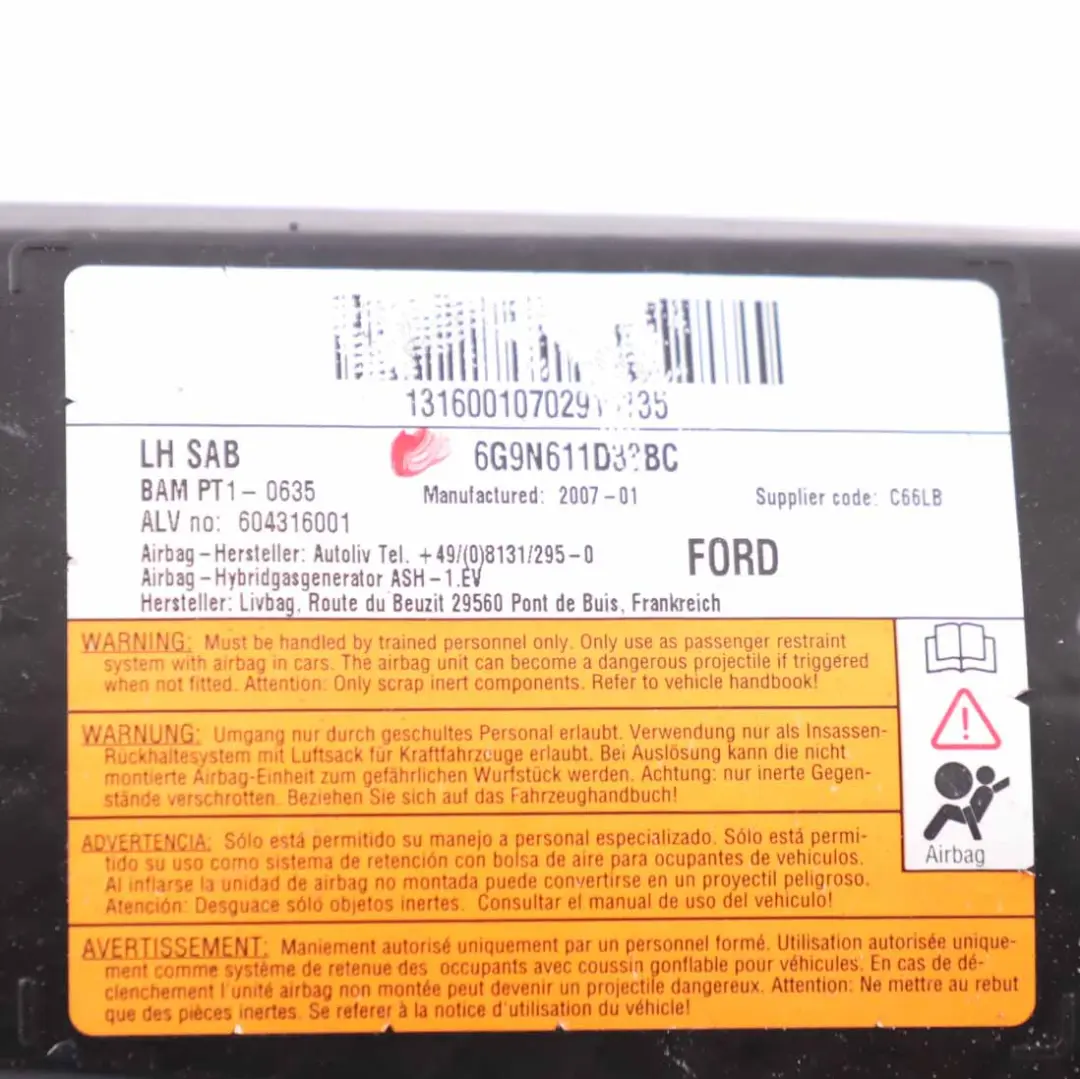 LH SAB
BAM PT1-0635
Manufactured: 2007-01
Supplier code: C66LB
ALV no: 604316001
Airbag-Hersteller: Autoliv Tel. +49/(0)8131/295-0
FORD
Airbag-Hybridgasgenerator ASH-1.EV
Hersteller: Livbag, Route du Beuzit 29560 Pont de Buis, Frankreich
WARNING: Must be handled by trained personnel only. Only use as passenger restraint
system with airbag in cars. The airbag unit can become a dangerous projectile if triggered
when not fitted. Attention: Only scrap inert components. Refer to vehicle handbook!
WARNUNG: Umgang nur durch geschultes Personal erlaubt. Verwendung nur als Insassen-
Rückhaltesystem mit Luftsack für Kraftfahrzeuge erlaubt. Bei Auslösung kann die nicht
montierte Airbag-Einheit zum gefährlichen Wurfstück werden. Achtung: nur inerte Gegen-
stände verschrotten. Beziehen Sie sich auf das Fahrzeughandbuch!
ADVERTENCIA: Sólo está permitido su manejo a personal especializado. Sólo está permi-
tido su uso como sistema de retención con bolsa de aire para ocupantes de vehículos.
Al inflarse la unidad de airbag no montada puede convertirse en un proyectil peligroso.
Atención: Desguace sólo objetos inertes. Consultar el manual de uso del vehiculo!
Airbag
AVERTISSEMENT: Maniement autorisé uniquement par un personnel formé. Utilisation autorisée unique-
ment comme système de retenue des occupants avec coussin gonflable pour véhicules. En cas de dé-
clenchement l'unité airbag non montée peut devenir un projectile dangereux. Attention: Ne mettre au rebut
que des pièces inertes. Se referer à la notice d'utilisation du véhicle!